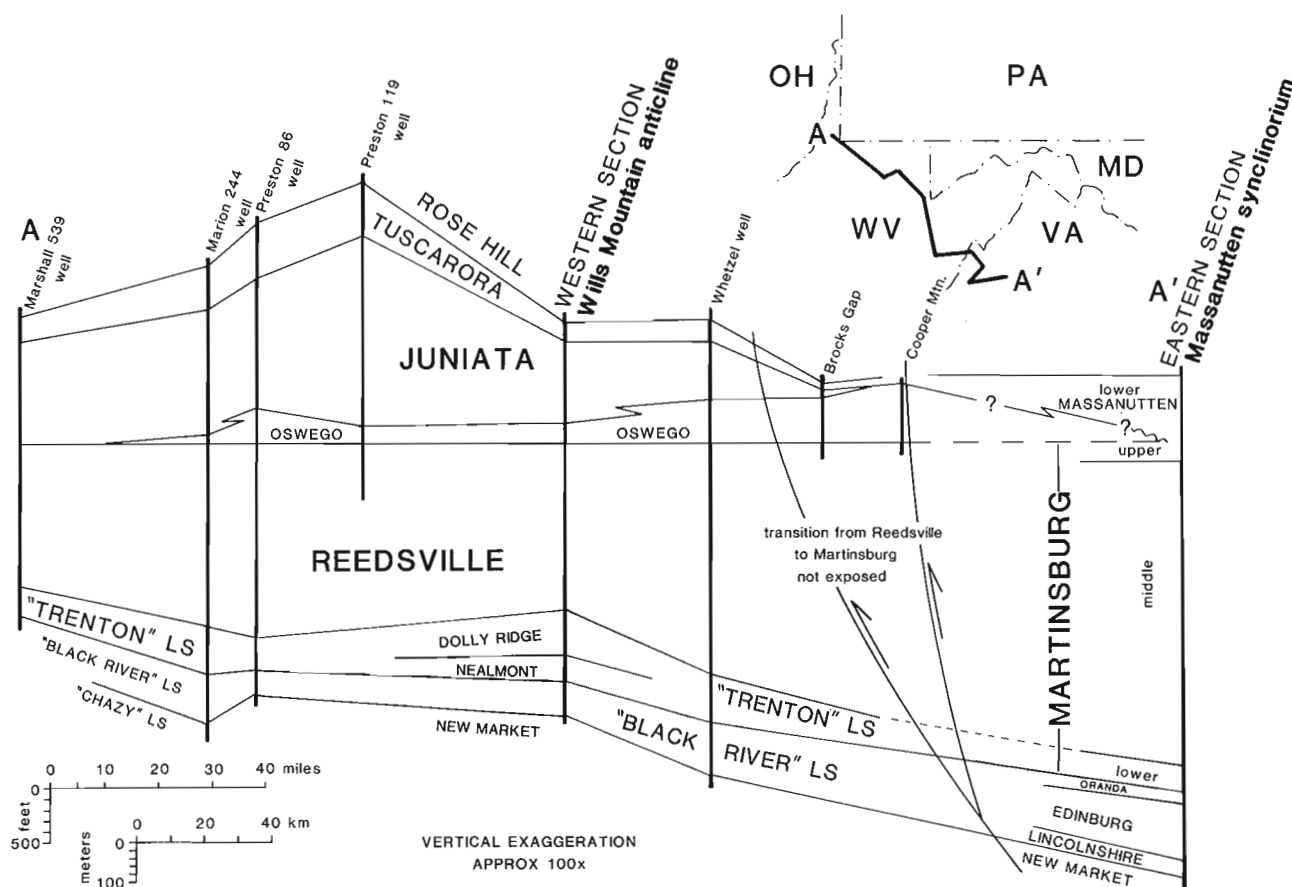 OH
PA
A
MD
WV
VA
A'
A
Marshall 539
well
Marion 244
well
Preston 86
well
Preston 119
well
WESTERN SECTION
Wills Mountain anticline
Whetzel well
Brocks Gap
Cooper Mtn.
A'
EASTERN SECTION
Massanutten synclinorium
ROSE HILL
TUSCARORA
JUNIATA
OSWEGO
OSWEGO
?
lower
MASSANUTTEN
?
upper
REEDSVILLE
transition from Reedsville
to Martinsburg
not exposed
MARTINSBURG
middle
"TRENTON" LS
"BLACK RIVER" LS
"CHAZY" LS
DOLLY RIDGE
NEALMONT
NEW MARKET
"TRENTON" LS
"BLACK RIVER" LS
lower
ORANDA
EDINBURG
LINCOLNSHIRE
NEW MARKET
0 10 20 30 40 miles
0
feet
500
0 20 40 km
0
meters
100
VERTICAL EXAGGERATION
APPROX 100x